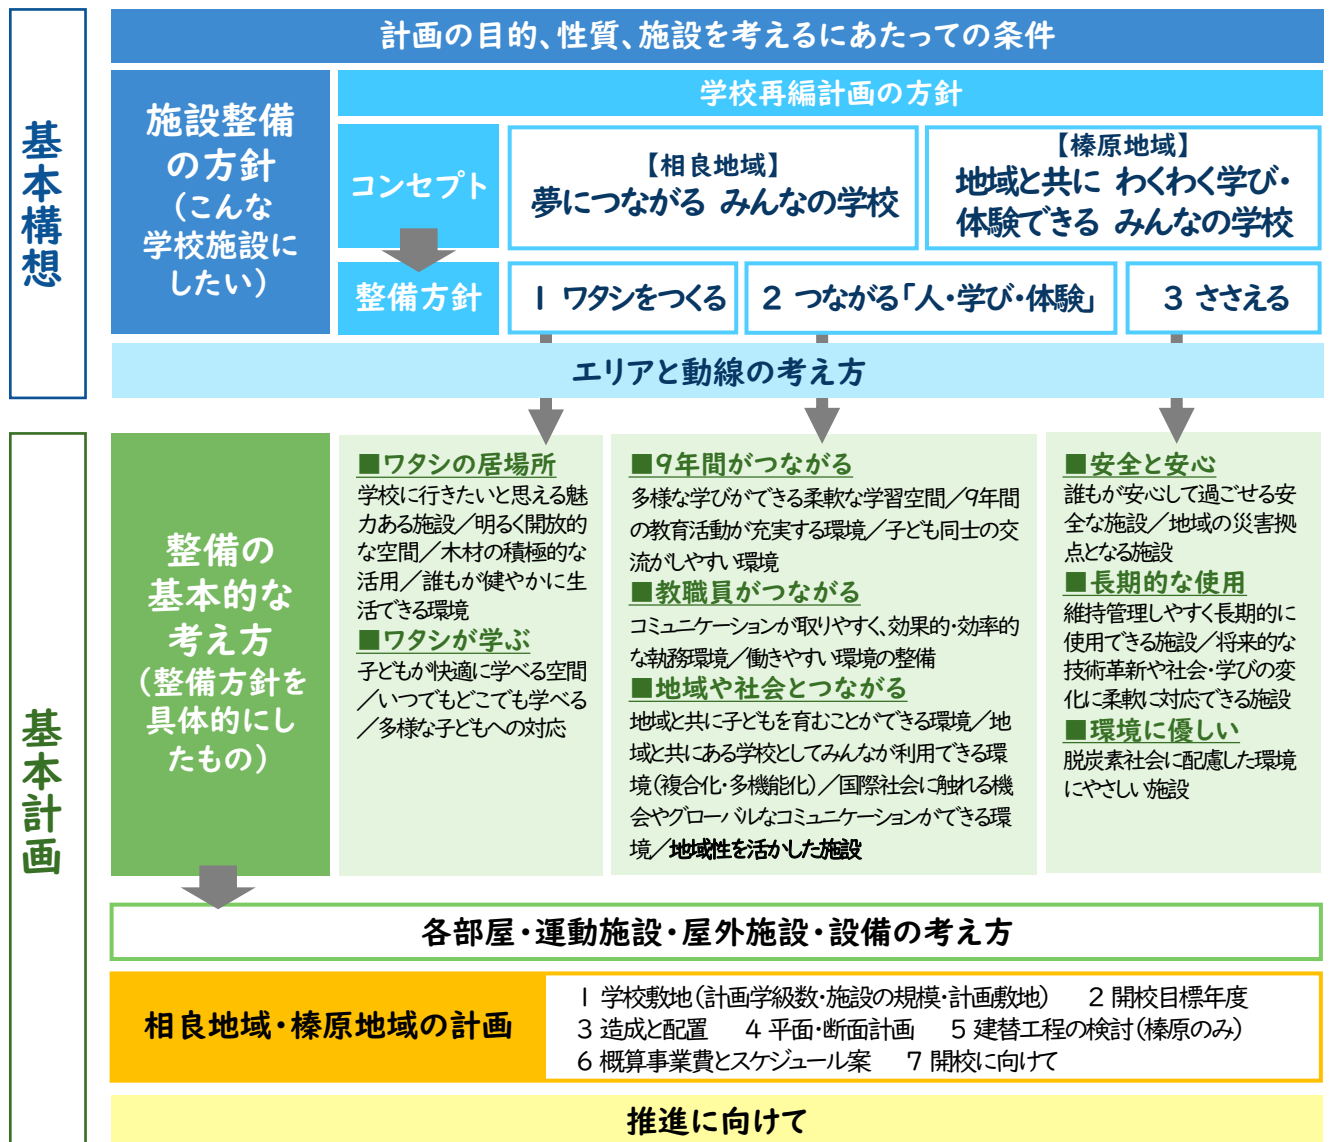 基本構想
計画の目的、性質、施設を考えるにあたっての条件
施設整備
の方針
(こんな
学校施設に
したい)
学校再編計画の方針
コンセプト
【相良地域】
夢につながる みんなの学校
【榛原地域】
地域と共に わくわく学び・
体験できる みんなの学校
整備方針
1 ワタシをつくる
2 つながる「人・学び・体験」
3 ささえる
エリアと動線の考え方
基本計画
整備の
基本的な
考え方
(整備方針を
具体的にし
たもの)
■ワタシの居場所
学校に行きたいと思える魅
力ある施設/明るく開放的
な空間/木材の積極的な
活用/誰もが健やかに生
活できる環境
■ワタシが学ぶ
子どもが快適に学べる空間
/いつでもどこでも学べる
/多様な子どもへの対応
■9年間がつながる
多様な学びができる柔軟な学習空間/9年間
の教育活動が充実する環境/子ども同士の交
流がしやすい環境
■教職員がつながる
コミュニケーションが取りやすく、効果的・効率的
な執務環境/働きやすい環境の整備
■地域や社会とつながる
地域と共に子どもを育むことができる環境/地
域と共にある学校としてみんなが利用できる環
境(複合化・多機能化)/国際社会に触れる機
会やグローバルなコミュニケーションができる環
境/地域性を活かした施設
■安全と安心
誰もが安心して過ごせる安
全な施設/地域の災害拠
点となる施設
■長期的な使用
維持管理しやすく長期的に
使用できる施設/将来的な
技術革新や社会・学びの変
化に柔軟に対応できる施設
■環境に優しい
脱炭素社会に配慮した環境
にやさしい施設
各部屋・運動施設・屋外施設・設備の考え方
相良地域・榛原地域の計画
1 学校敷地(計画学級数・施設の規模・計画敷地) 2 開校目標年度
3 造成と配置 4 平面・断面計画 5 建替工程の検討(榛原のみ)
6 概算事業費とスケジュール案 7 開校に向けて
推進に向けて